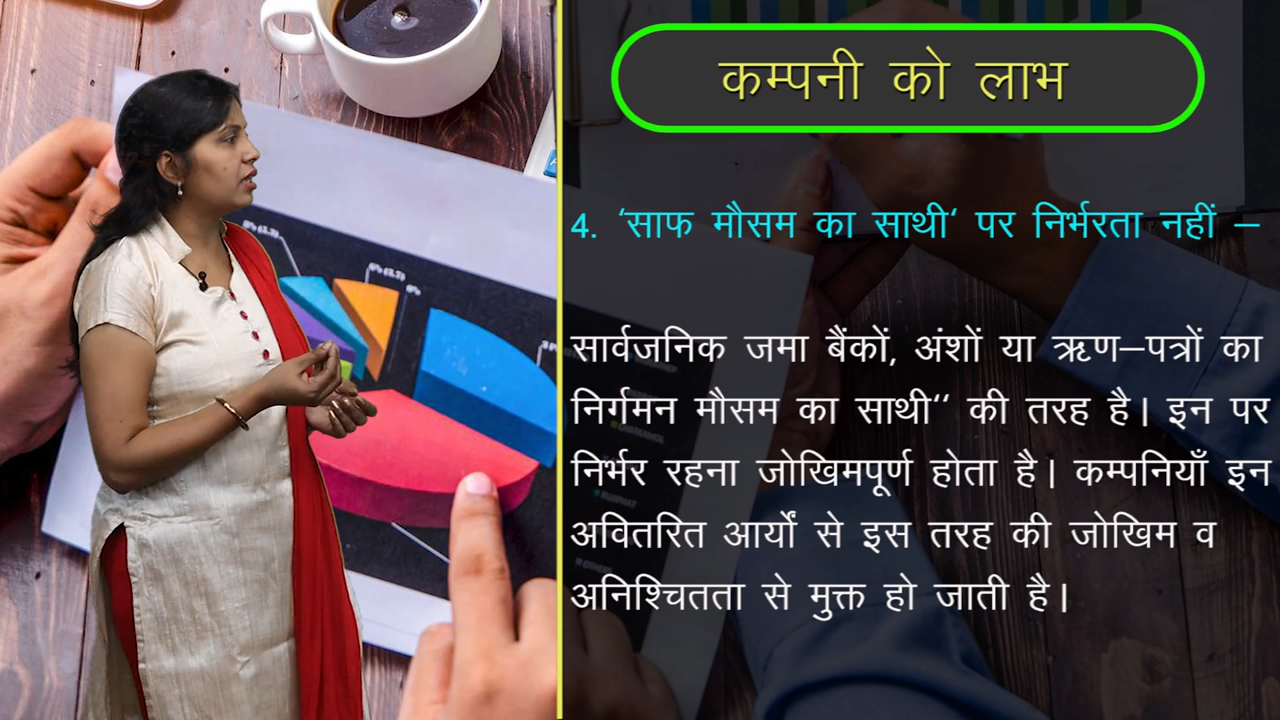 कम्पनी को लाभ
4. ‘साफ मौसम का साथी‘ पर निर्भरता नहीं –
सार्वजनिक जमा बैंकों, अंशों या ऋण–पत्रों का
निर्गमन मौसम का साथी‘‘ की तरह है। इन पर
निर्भर रहना जोखिमपूर्ण होता है। कम्पनियाँ इन
अवितरित आर्यों से इस तरह की जोखिम व
अनिश्चितता से मुक्त हो जाती है।